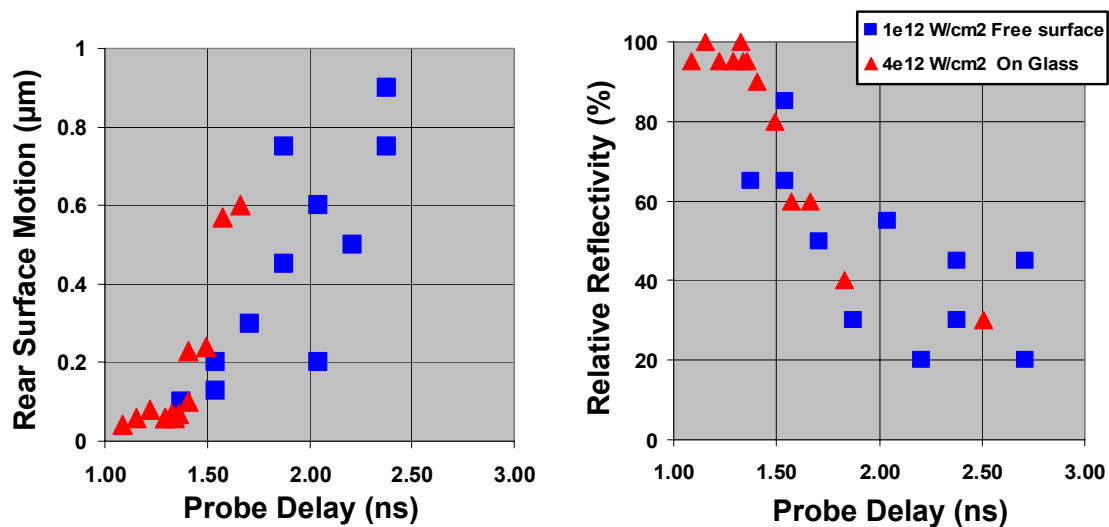 Rear Surface Motion (µm)
1
0.8
0.6
0.4
0.2
0
1.00 1.50 2.00 2.50 3.00
Probe Delay (ns)
1e12 W/cm2 Free surface
4e12 W/cm2 On Glass
Relative Reflectivity (%)
100
80
60
40
20
0
1.00 1.50 2.00 2.50 3.00
Probe Delay (ns)